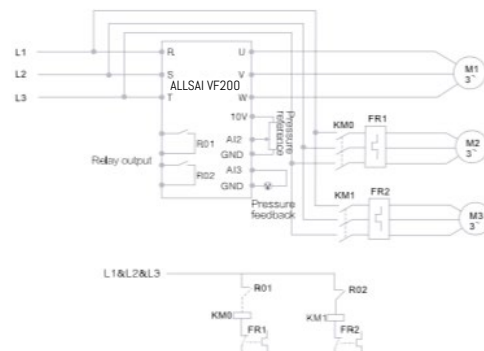 L1
L2
L3
R
S
T
ALLSAI VF200
U
V
W
10V
AI2
GND
AI3
GND
R01
R02
Relay output
Pressure
reference
Pressure
feedback
KM0
FR1
KM1
FR2
M1
3~
M2
3~
M3
3~
L1&L2&L3
R01
R02
KM0
KM1
FR1
FR2